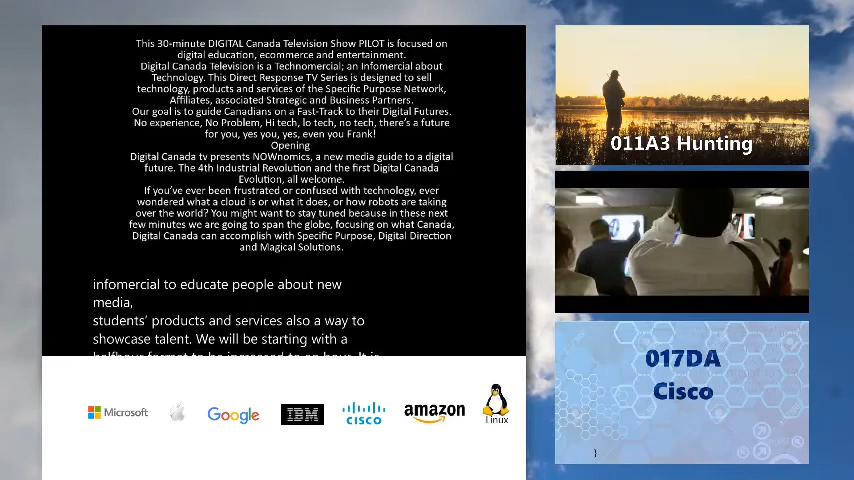 This 30-minute DIGITAL Canada Television Show PILOT is focused on
digital education, ecommerce and entertainment.
Digital Canada Television is a Technomercial; an Infomercial about
Technology. This Direct Response TV Series is designed to sell
technology, products and services of the Specific Purpose Network,
Affiliates, associated Strategic and Business Partners.
Our goal is to guide Canadians on a Fast-Track to their Digital Futures.
No experience, No Problem, Hi tech, lo tech, no tech, there's a future
for you, yes you, yes, even you Frank!
Opening
Digital Canada tv presents NOWnomics, a new media guide to a digital
future. The 4th Industrial Revolution and the first Digital Canada
Evolution, all welcome.
If you've ever been frustrated or confused with technology, ever
wondered what a cloud is or what it does, or how robots are taking
over the world? You might want to stay tuned because in these next
few minutes we are going to span the globe, focusing on what Canada,
Digital Canada can accomplish with Specific Purpose, Digital Direction
and Magical Solutions.
infomercial to educate people about new
media,
students' products and services also a way to
showcase talent. We will be starting with a
halfhour format to be increased to an hour. It is
Microsoft
Google
IBM
CISCO
amazon
Linux
011A3 Hunting
017DA
Cisco
}